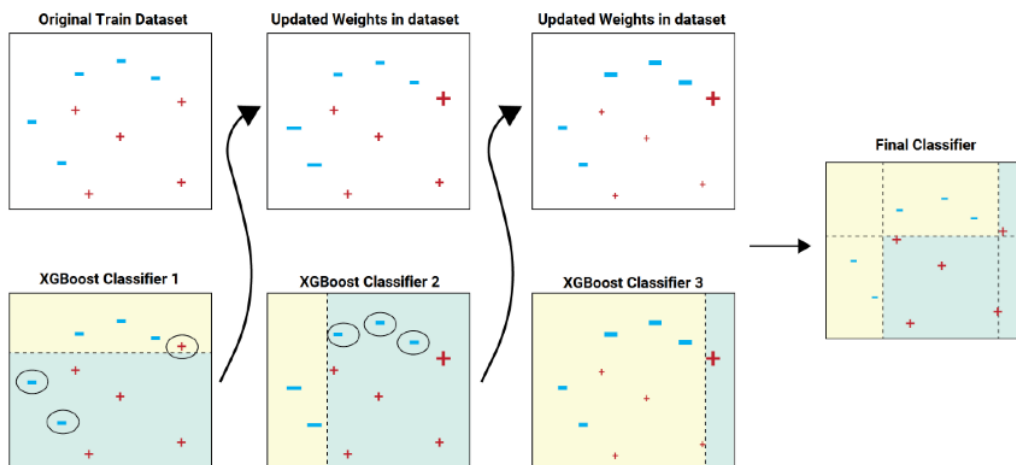 Original Train Dataset
Updated Weights in dataset
Updated Weights in dataset
Final Classifier
XGBoost Classifier 1
XGBoost Classifier 2
XGBoost Classifier 3